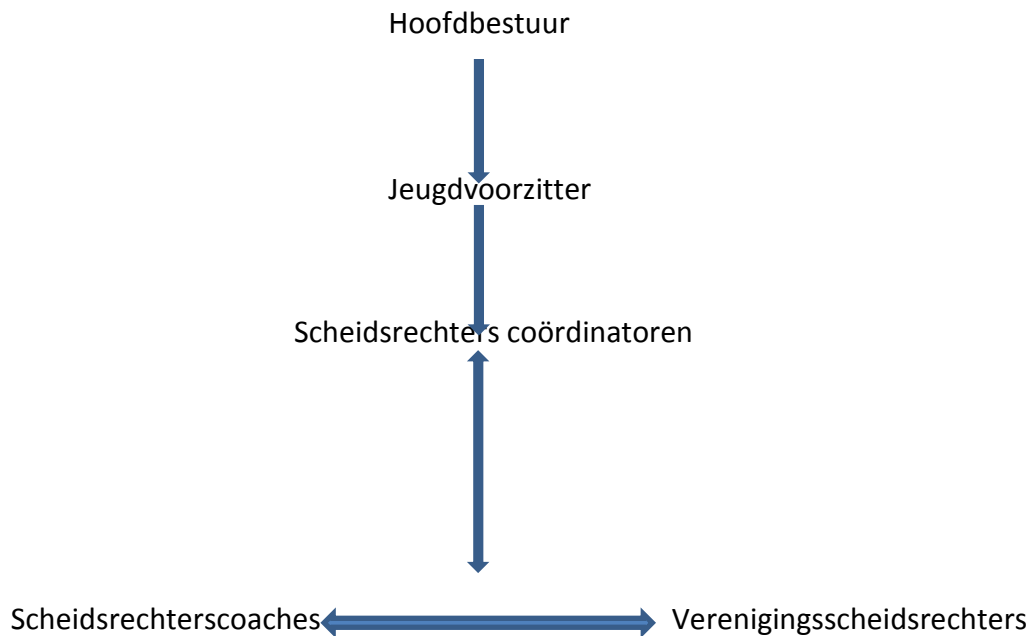 Hoofdbestuur
Jeugdvoorzitter
Scheidsrechters coördinatoren
Scheidsrechterscoaches
Verenigingsscheidsrechters